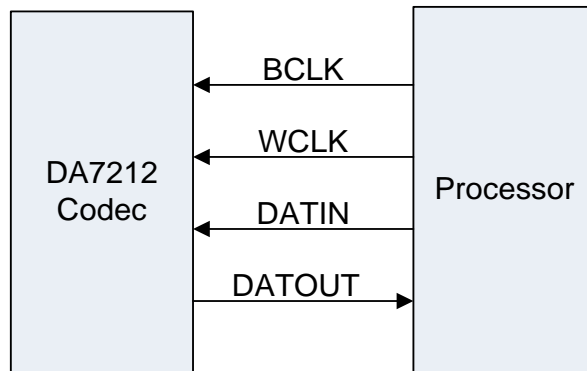 DA7212
Codec
BCLK
WCLK
DATIN
DATOUT
Processor